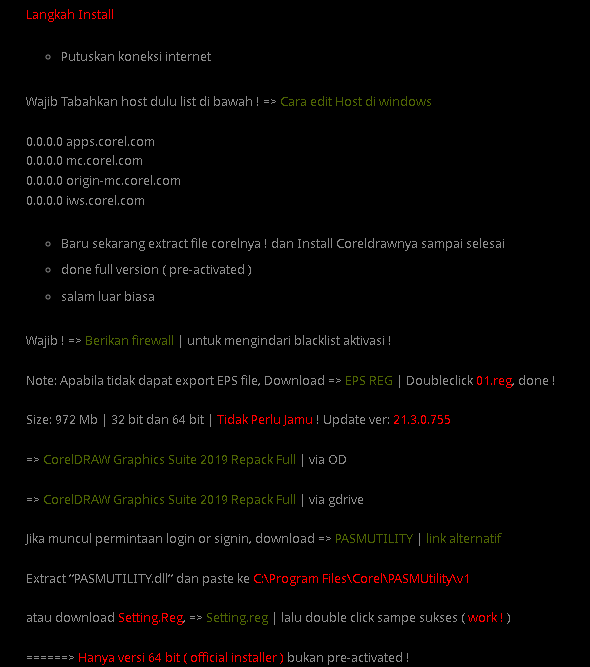 Langkah Install
Putuskan koneksi internet
Wajib Tabahkan host dulu list di bawah ! => Cara edit Host di windows
0.0.0.0 apps.corel.com
0.0.0.0 mc.corel.com
0.0.0.0 origin-mc.corel.com
0.0.0.0 iws.corel.com
Baru sekarang extract file corelnya ! dan Install Coreldrawnya sampai selesai
done full version ( pre-activated )
salam luar biasa
Wajib ! => Berikan firewall | untuk mengindari blacklist aktivasi !
Note: Apabila tidak dapat export EPS file, Download => EPS REG | Doubleclick 01.reg, done !
Size: 972 Mb | 32 bit dan 64 bit | Tidak Perlu Jamu ! Update ver: 21.3.0.755
=> CorelDRAW Graphics Suite 2019 Repack Full | via OD
=> CorelDRAW Graphics Suite 2019 Repack Full | via gdrive
Jika muncul permintaan login or signin, download => PASMUTILITY | link alternatif
Extract “PASMUTILITY.dll” dan paste ke C:\Program Files\Corel\PASMUtility\v1
atau download Setting.Reg, => Setting.reg | lalu double click sampe sukses ( work ! )
======> Hanya versi 64 bit ( official installer ) bukan pre-activated !